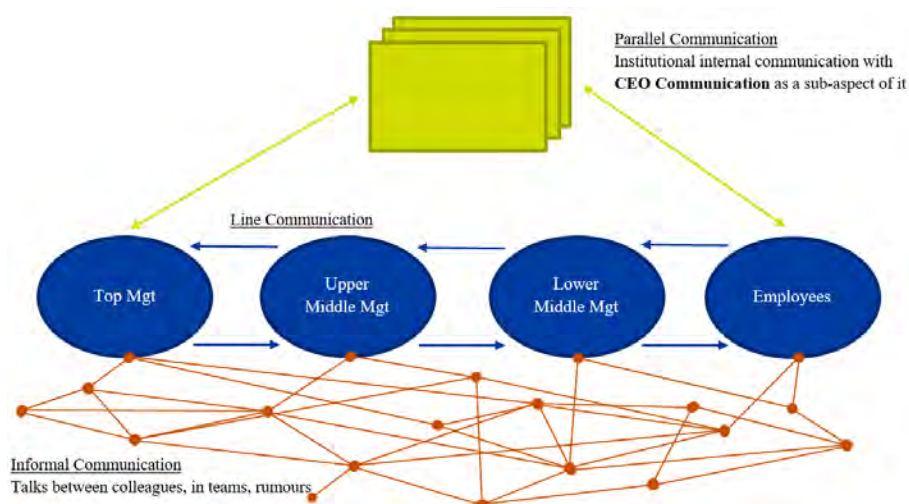 Parallel Communication
Institutional internal communication with
CEO Communication as a sub-aspect of it
Line Communication
Top Mgt
Upper
Middle Mgt
Lower
Middle Mgt
Employees
Informal Communication
Talks between colleagues, in teams, rumours